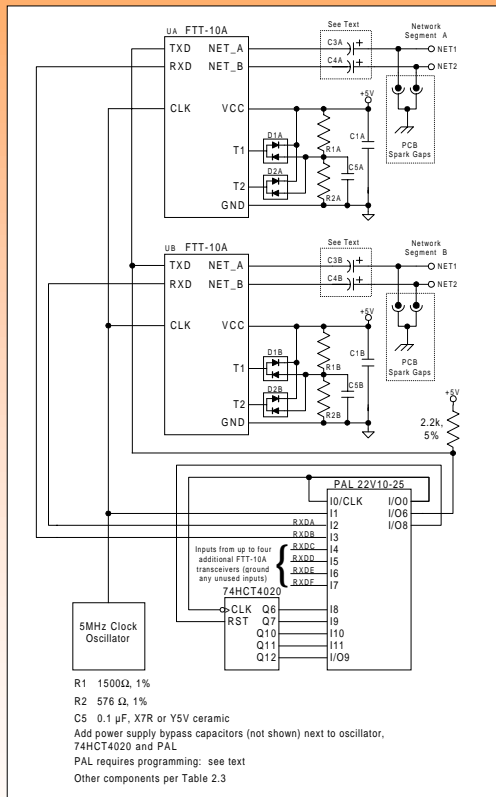 UA FTT-10A
TXD NET_A
RXD NET_B
CLK VCC
T1
T2
GND
See Text
C3A +
C4A +
Network
Segment A
NET1
NET2
+5V
D1A
D2A
R1A
R2A
C5A
C1A
PCB
Spark Gaps
UB FTT-10A
TXD NET_A
RXD NET_B
CLK VCC
T1
T2
GND
See Text
C3B +
C4B +
Network
Segment B
NET1
NET2
+5V
D1B
D2B
R1B
R2B
C5B
C1B
PCB
Spark Gaps
+5V
2.2k,
5%
PAL 22V10-25
I0/CLK I/O0
I1 I/O6
I2 I/O8
I3
I4
I5
I6
I7
I8
I9
I10
I11
I/O9
RXDA
RXDB
RXDC
RXDD
RXDE
RXDF
Inputs from up to four
additional FTT-10A
transceivers (ground
any unused inputs)
74HCT4020
CLK Q6
RST Q7
Q10
Q11
Q12
5MHz Clock
Oscillator
R1 1500Ω, 1%
R2 576 Ω, 1%
C5 0.1 µF, X7R or Y5V ceramic
Add power supply bypass capacitors (not shown) next to oscillator,
74HCT4020 and PAL
PAL requires programming: see text
Other components per Table 2.3